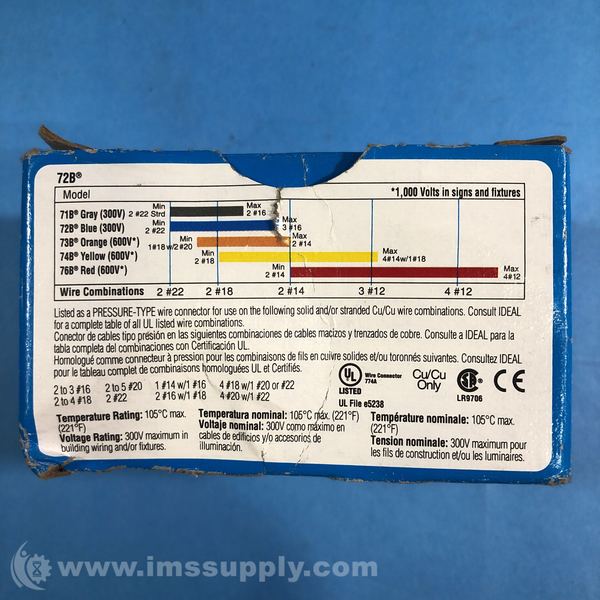 72B®
Model *1,000 Volts in signs and fixtures
71B® Gray (300V) Min 2 #22 Strd Max 2 #16
72B® Blue (300V) Min 2 #22 Max 3 #16
73B® Orange (600V*) Min 1#18 w/2 #20 Max 2 #14
74B® Yellow (600V*) Min 2 #18 Max 4#14w/1#18
76B® Red (600V*) Min 2 #14 Max 4#12
Wire Combinations 2 #22 2 #18 2 #14 3 #12 4 #12
Listed as a PRESSURE-TYPE wire connector for use on the following solid and/or stranded Cu/Cu wire combinations. Consult IDEAL
for a complete table of all UL listed wire combinations.
Conector de cables tipo présión en las siguientes combinaciones de cables macizos y trenzados de cobre. Consulte a IDEAL para la
tabla completa del combinaciones con Certificación UL.
Homologué comme connecteur à pression pour les combinaisons de fils en cuivre solides et/ou toronnés suivantes. Consultez IDEAL
pour le tableau complet des combinaisons UL et Certifiés.
2 to 3 #16 2 to 5 #20 1 #14 w/1 #16 4 #18 w/1 #20 or #22
2 to 4 #18 2 to 6 #22 2 #16 w/1 #18 4 #20 w/1 #22
UL LISTED Wire Connector 774A
UL File e5238
Cu/Cu Only
LR9706
CE
Temperature Rating: 105°C max.
(221°F)
Voltage Rating: 300V maximum in
building wiring and/or fixtures.
Temperatura nominal: 105°C máx. (221°F)
Voltaje nominal: 300V como máximo en
cables de edificios y/o accesorios de
illuminación.
Température nominale: 105°C max.
(221°F)
Tension nominale: 300V maximum pour
les fils de construction et/ou les luminaires.
www.imssupply.com